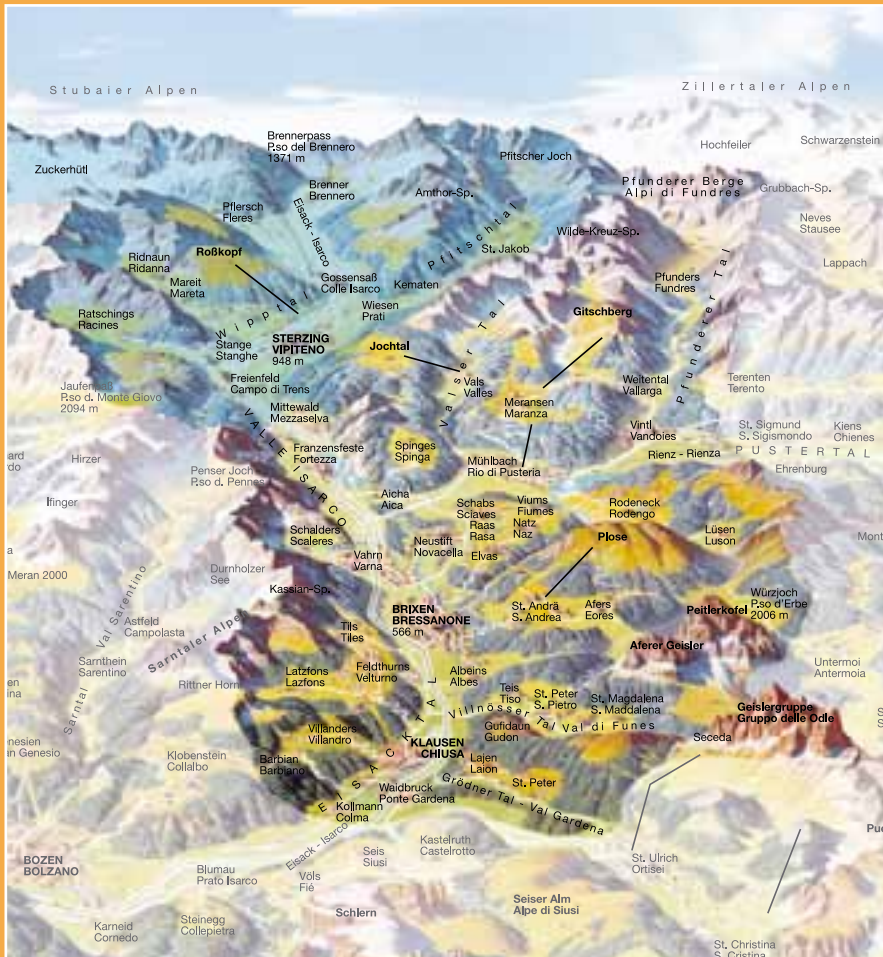 Stubaier Alpen
Zillertaler Alpen
Brennerpass
P.so del Brennero
1371 m
Hochfeiler
Schwarzenstein
Zuckerhütl
Pfitscher Joch
Brenner
Brennero
Amthor-Sp.
Pfunderer Berge
Alpi di Fundres
Grubbach-Sp.
Pflersch
Fleres
Eisack - Isarco
Neves
Stausee
Roßkopf
Pfitschtal
St. Jakob
Wilde-Kreuz-Sp.
Lappach
Ridnaun
Ridanna
Mareit
Mareta
Gossensaß
Colle Isarco
Kematen
Pfunders
Fundres
Wiesen
Prati
Gitschberg
Ratschings
Racines
Wipptal
Stange
Stanghe
STERZING
VIPITENO
948 m
Jochtal
Valser Tal
Pfunderer Tal
Vals
Valles
Freienfeld
Campo di Trens
Weitental
Vallarga
Terenten
Terento
Jaufenpaß
P.so d. Monte Giovo
2094 m
Meransen
Maranza
Mittewald
Mezzaselva
VALLE ISARCO
Vintl
Vandoies
St. Sigmund
S. Sigismondo
Kiens
Chienes
ard
do
Hirzer
Franzensfeste
Fortezza
Spinges
Spinga
Mühlbach
Rio di Pusteria
Rienz - Rienza
PUSTERTAL
Ehrenburg
Penser Joch
P.so d. Pennes
Ifinger
Aicha
Aica
Schabs
Sciaves
Raas
Rasa
Viums
Fiumes
Natz
Naz
Rodeneck
Rodengo
Schalders
Scaleres
Neustift
Novacella
Elvas
Plose
Lüsen
Luson
Mont
a
Meran 2000
Vahrn
Varna
Durnholzer
See
Kassian-Sp.
BRIXEN
BRESSANONE
566 m
St. Andrä
S. Andrea
Afers
Eores
Peitlerkofel
Würzjoch
P.so d'Erbe
2006 m
Val Sarentino
Astfeld
Campolasta
Sarntaler Alpen
Tils
Tiles
Aferer Geisler
Sarnthein
Sarentino
Untermoi
Antermoia
en
ina
Rittner Horn
Latzfons
Lazfons
Feldthurns
Velturno
Albeins
Albes
Teis
Tiso
St. Peter
S. Pietro
St. Magdalena
S. Maddalena
Sarntal
Geislergruppe
Gruppo delle Odle
Villnösser Tal Val di Funes
EISACKTAL
Villanders
Villandro
Gufidaun
Gudon
Seceda
nesien
n Genesio
Klobenstein
Collalbo
Barbian
Barbiano
KLAUSEN
CHIUSA
Lajen
Laion
St. Peter
Waidbruck
Ponte Gardena
Grödner Tal - Val Gardena
Kollmann
Colma
Eisack - Isarco
Kastelruth
Castelrotto
Seis
Siusi
BOZEN
BOLZANO
Blumau
Prato Isarco
Völs
Fié
St. Ulrich
Ortisei
Schlern
Seiser Alm
Alpe di Siusi
Karneid
Cornedo
Steinegg
Collepietra
St. Christina
S. Cristina